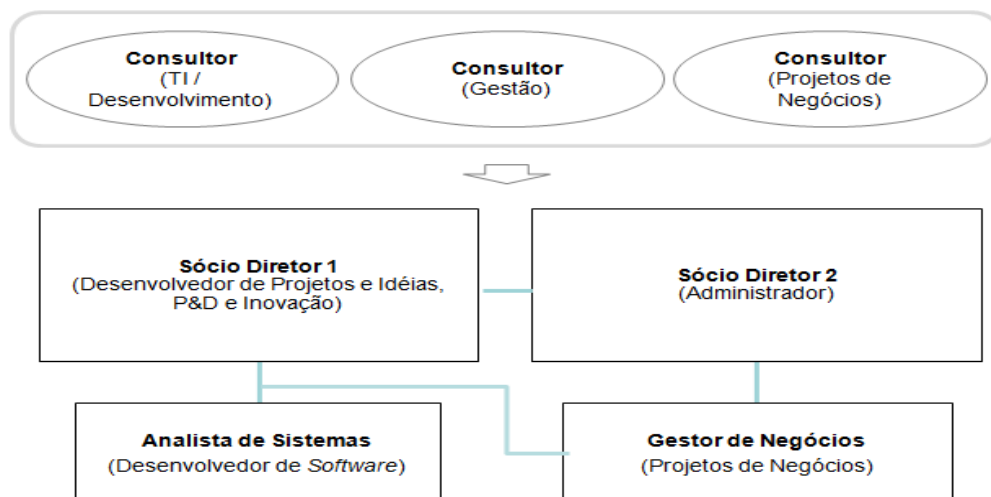 Consultor
(TI /
Desenvolvimento)
Consultor
(Gestão)
Consultor
(Projetos de
Negócios)
Sócio Diretor 1
(Desenvolvedor de Projetos e Idéias,
P&D e Inovação)
Sócio Diretor 2
(Administrador)
Analista de Sistemas
(Desenvolvedor de Software)
Gestor de Negócios
(Projetos de Negócios)